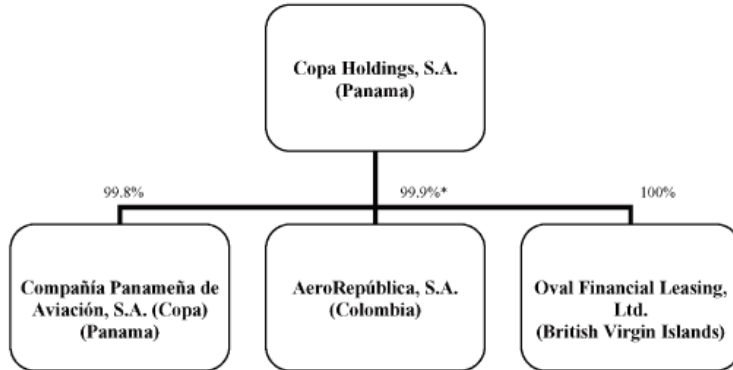 Copa Holdings, S.A.
(Panama)
99.8%
99.9%*
100%
Compañía Panameña de
Aviación, S.A. (Copa)
(Panama)
AeroRepública, S.A.
(Colombia)
Oval Financial Leasing,
Ltd.
(British Virgin Islands)